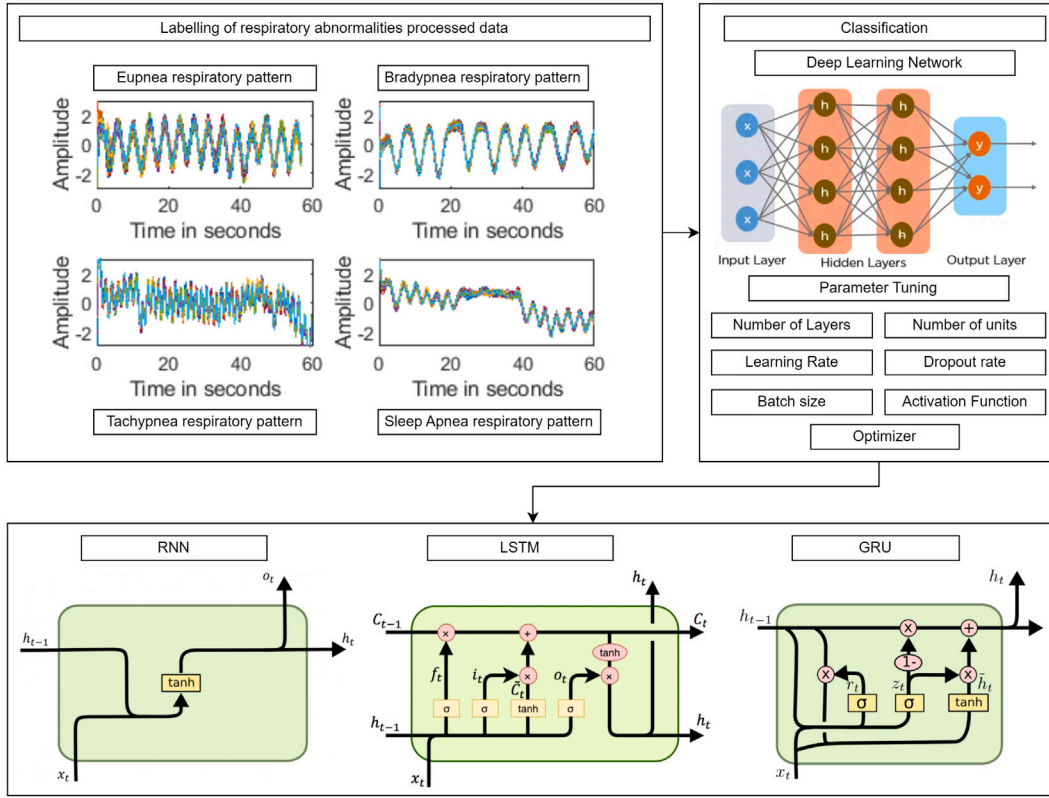 Labelling of respiratory abnormalities processed data
Eupnea respiratory pattern
Bradypnea respiratory pattern
Amplitude
2
0
-2
0 20 40 60
Time in seconds
Amplitude
2
0
-2
0 20 40 60
Time in seconds
Amplitude
2
0
-2
0 20 40 60
Time in seconds
Amplitude
2
0
-2
0 20 40 60
Time in seconds
Tachypnea respiratory pattern
Sleep Apnea respiratory pattern
Classification
Deep Learning Network
x
x
x
h
h
h
h
h
h
h
h
y
y
Input Layer
Hidden Layers
Output Layer
Parameter Tuning
Number of Layers
Number of units
Learning Rate
Dropout rate
Batch size
Activation Function
Optimizer
RNN
o_t
h_{t-1}
h_t
tanh
x_t
LSTM
h_t
C_{t-1}
C_t
×
+
tanh
f_t
i_t
×
C̃_t
o_t
×
σ
σ
tanh
σ
h_{t-1}
h_t
x_t
GRU
h_t
h_{t-1}
x
+
1-
x
r_t
z_t
x
h̃_t
σ
σ
tanh
x_t